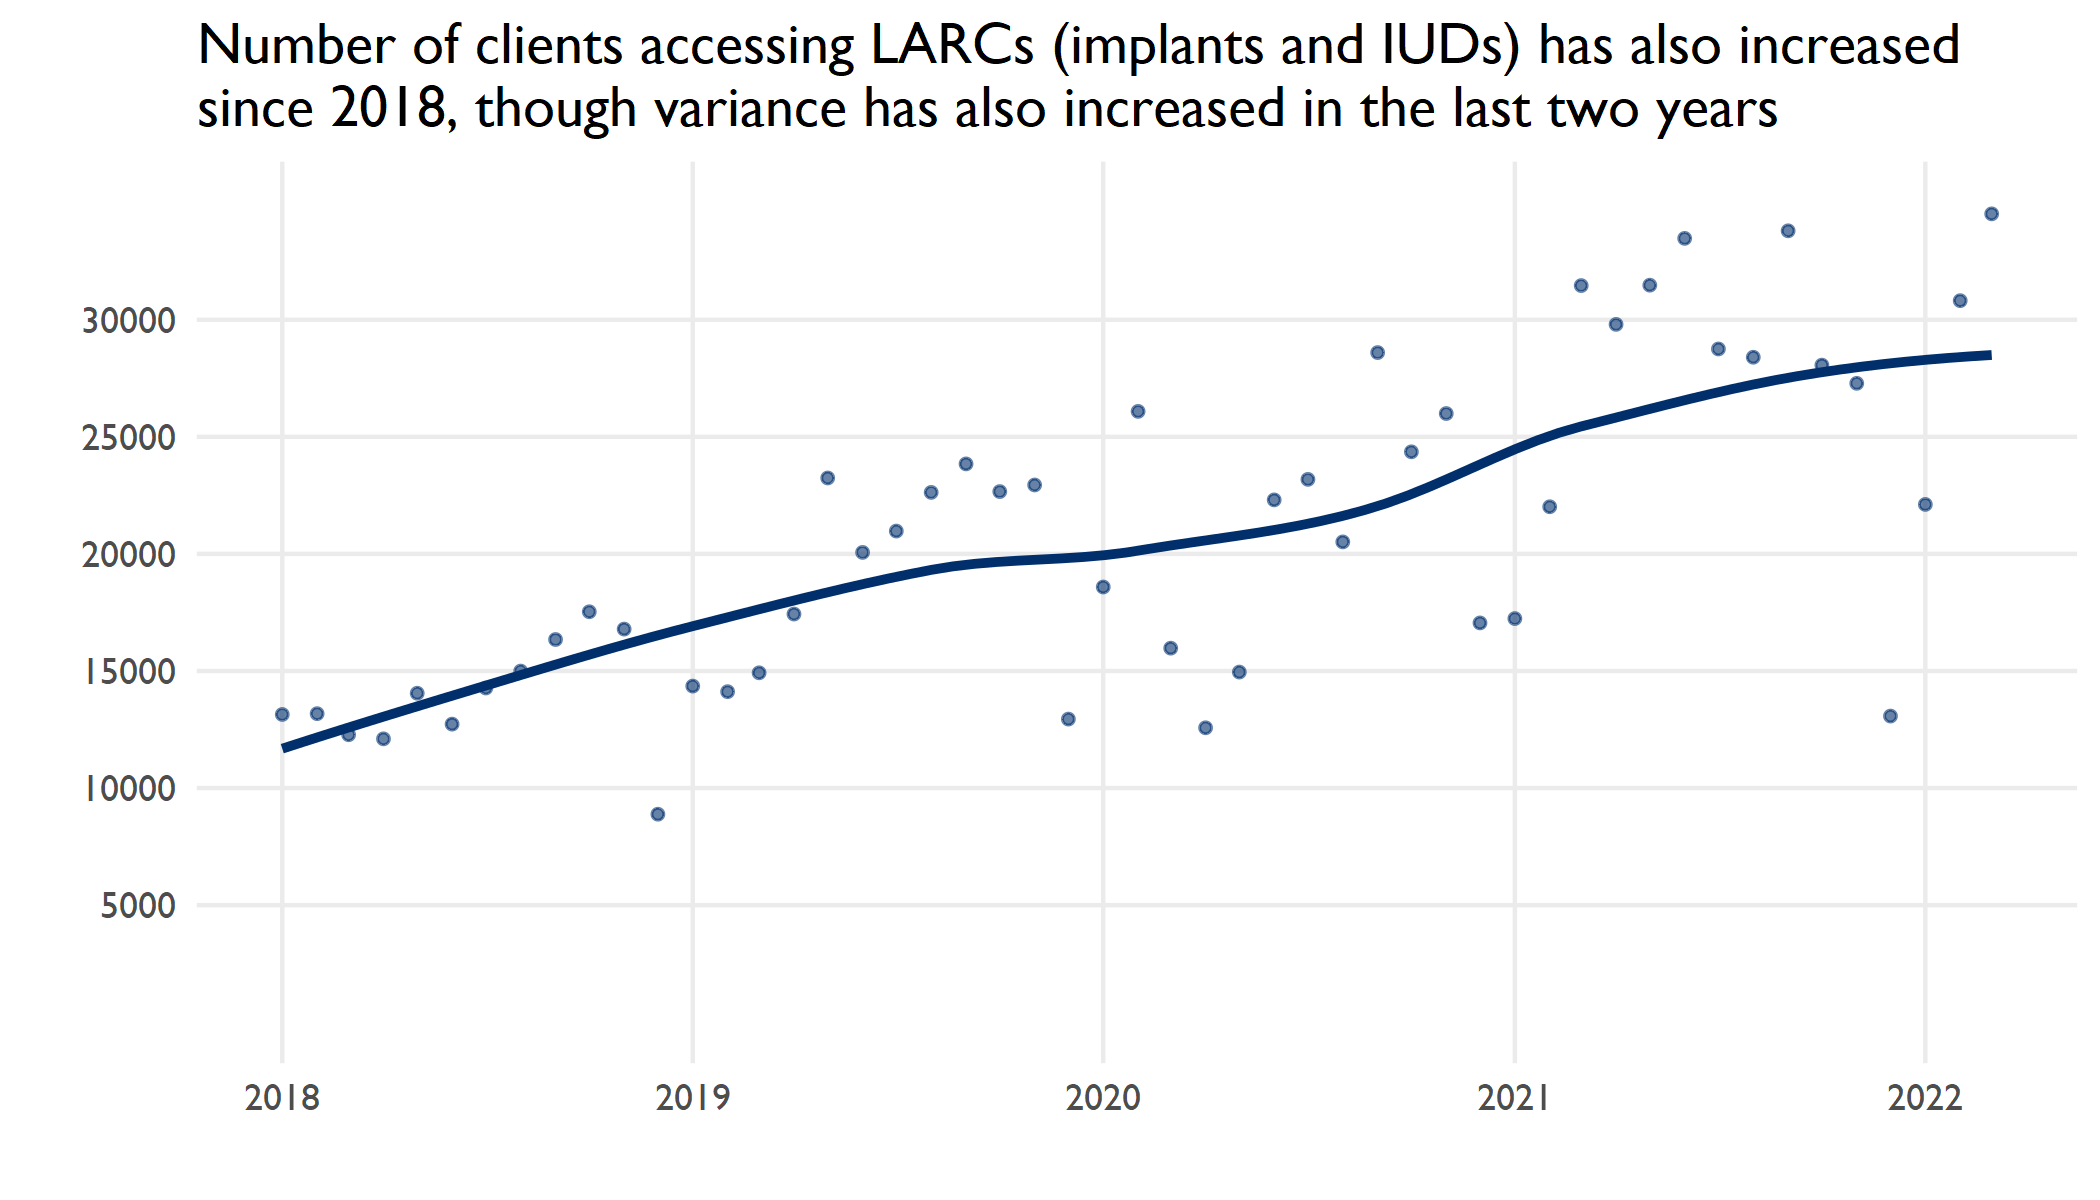 Number of clients accessing LARCs (implants and IUDs) has also increased
since 2018, though variance has also increased in the last two years
30000
25000
20000
15000
10000
5000
2018 2019 2020 2021 2022